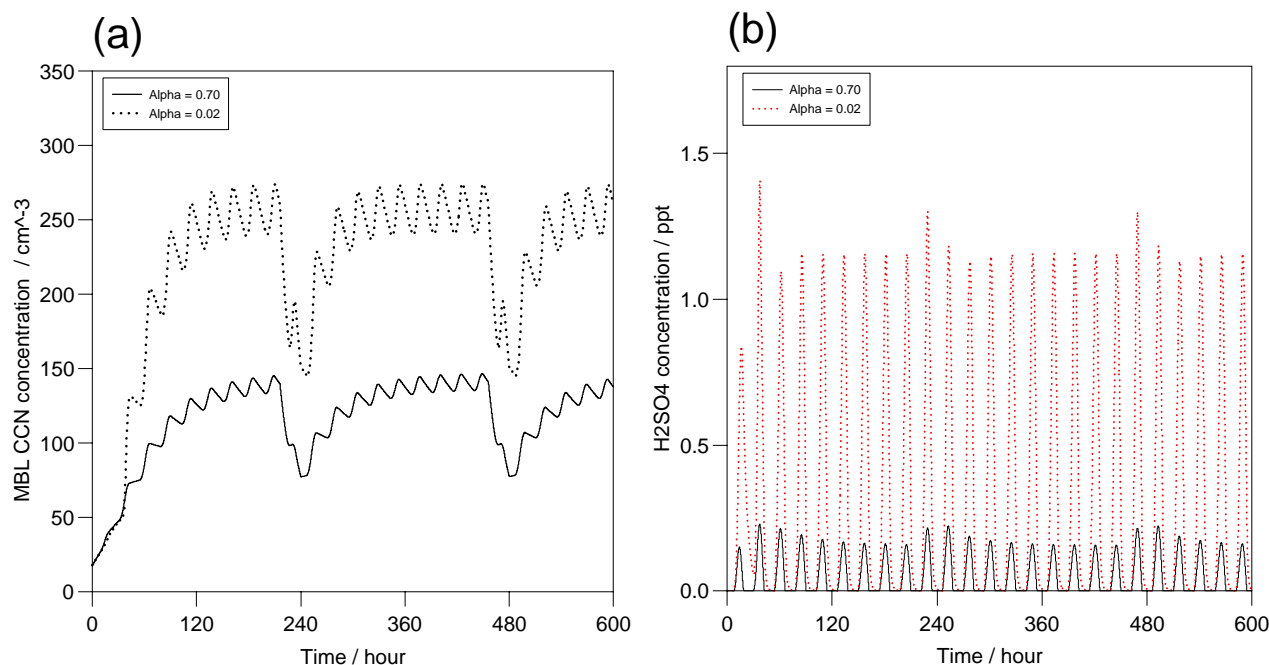 (a)
350
300
250
200
150
100
50
0
MBL CCN concentration / cm^-3
Alpha = 0.70
Alpha = 0.02
0
120
240
360
480
600
Time / hour
(b)
1.5
1.0
0.5
0.0
H2SO4 concentration / ppt
Alpha = 0.70
Alpha = 0.02
0
120
240
360
480
600
Time / hour